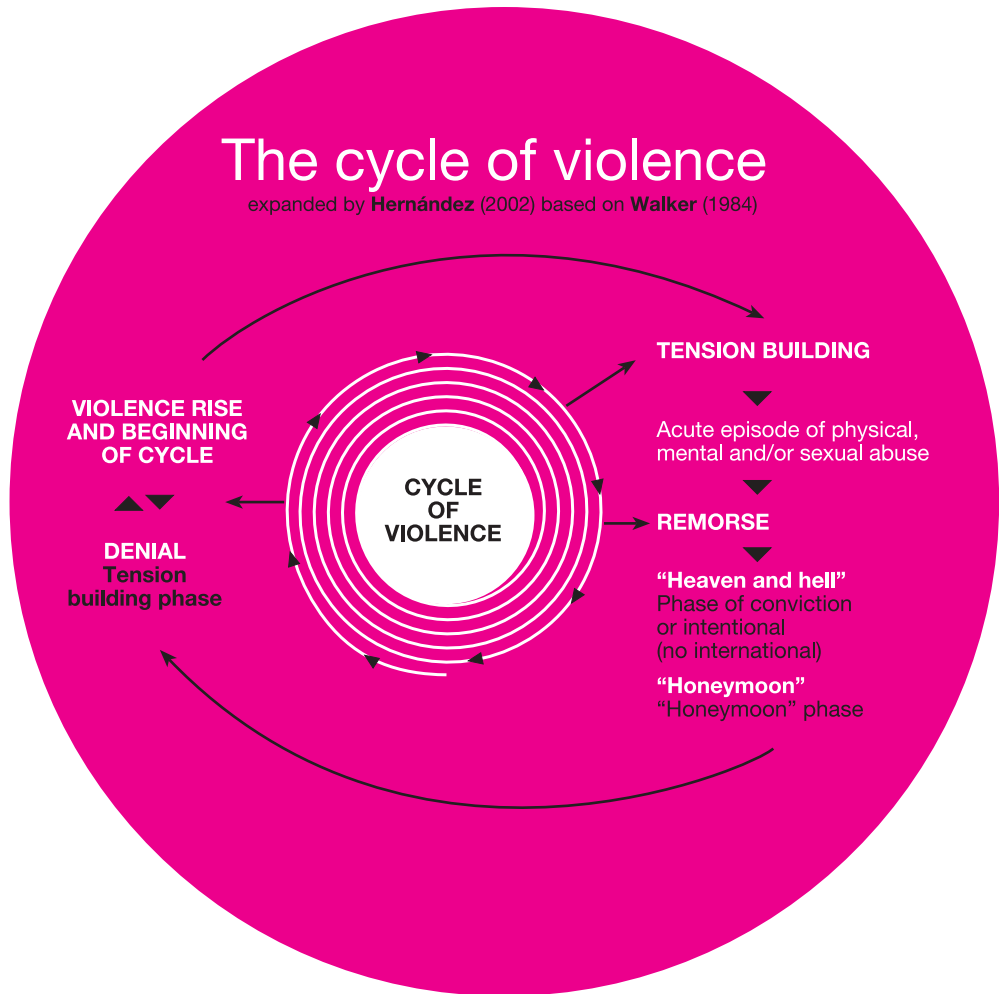 The cycle of violence
expanded by Hernández (2002) based on Walker (1984)
VIOLENCE RISE
AND BEGINNING
OF CYCLE
DENIAL
Tension
building phase
CYCLE
OF
VIOLENCE
TENSION BUILDING
Acute episode of physical,
mental and/or sexual abuse
REMORSE
“Heaven and hell”
Phase of conviction
or intentional
(no international)
“Honeymoon”
“Honeymoon” phase